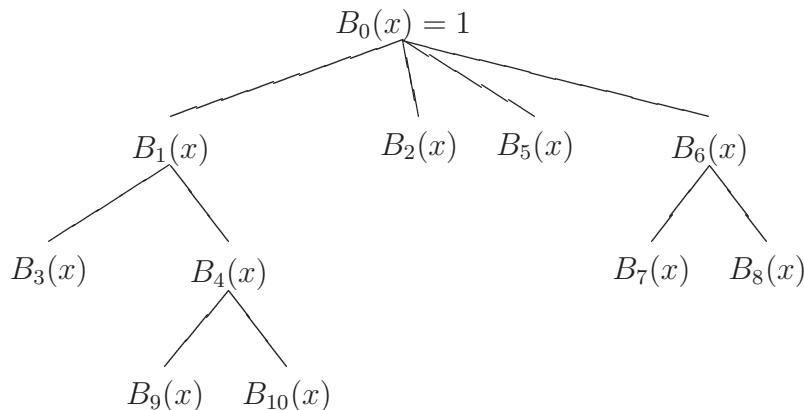 B_0(x) = 1
B_1(x) B_2(x) B_5(x) B_6(x)
B_3(x) B_4(x) B_7(x) B_8(x)
B_9(x) B_10(x)